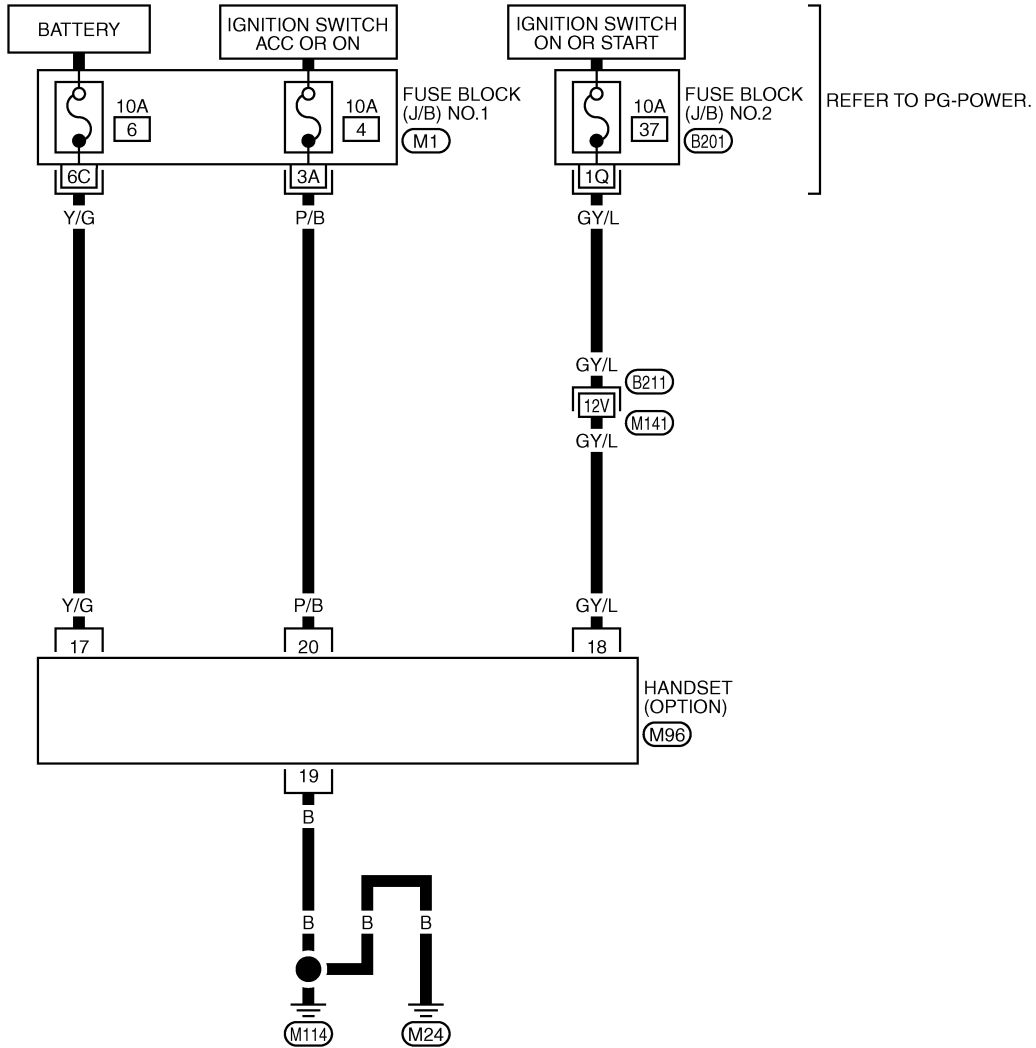 BATTERY
IGNITION SWITCH
ACC OR ON
IGNITION SWITCH
ON OR START
10A
6
10A
4
FUSE BLOCK
(J/B) NO.1
M1
10A
37
FUSE BLOCK
(J/B) NO.2
B201
REFER TO PG-POWER.
6C
3A
1Q
Y/G
P/B
GY/L
GY/L
B211
12V
M141
GY/L
Y/G
P/B
GY/L
17
20
18
HANDSET
(OPTION)
M96
19
B
B
B
B
M114
M24